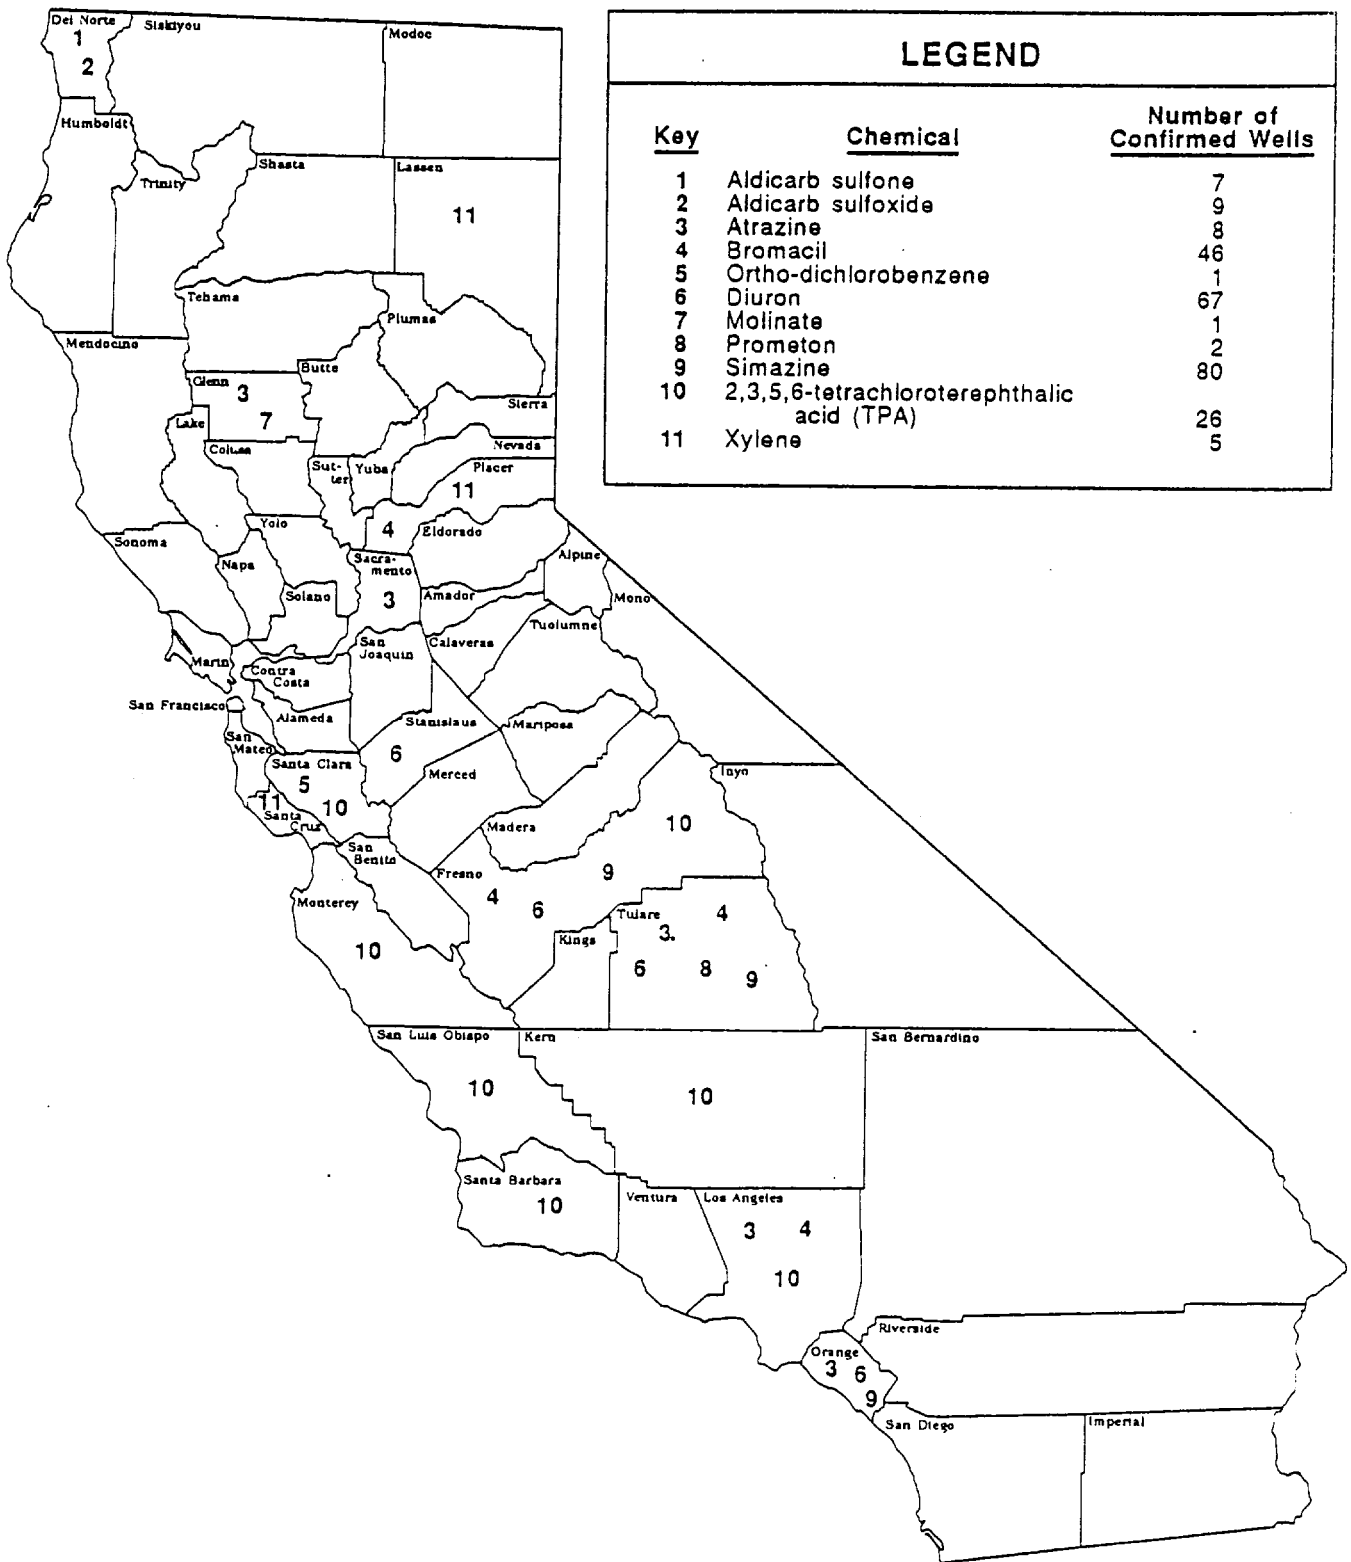 LEGEND
Key Chemical Number of Confirmed Wells
1 Aldicarb sulfone 7
2 Aldicarb sulfoxide 9
3 Atrazine 8
4 Bromacil 46
5 Ortho-dichlorobenzene 1
6 Diuron 67
7 Molinate 1
8 Prometon 2
9 Simazine 80
10 2,3,5,6-tetrachloroterephthalic
acid (TPA) 26
11 Xylene 5
Del Norte
1
2
Siskiyou
Modoc
Humboldt
Trinity
Shasta
Lassen
11
Tehama
Plumas
Mendocino
Glenn
3
7
Butte
Lake
Colusa
Sierra
Nevada
Sut-
ter
Yuba
Placer
11
4
Eldorado
Sonoma
Napa
Yolo
Solano
Sacra-
mento
3
Amador
Alpine
Mono
Calaveras
Tuolumne
Marin
Contra
Costa
San
Joaquin
San Francisco
Alameda
Stanislaus
6
Mariposa
San
Mateo
Santa Clara
5
10
Merced
Inyo
11
Santa
Cruz
San
Benito
Madera
Fresno
10
9
4
6
Monterey
10
Kings
Tulare
4
3.
6
8
9
San Luis Obispo
10
Kern
10
San Bernardino
Santa Barbara
10
Ventura
Los Angeles
3 4
10
Orange
3 6
9
Riverside
San Diego
Imperial